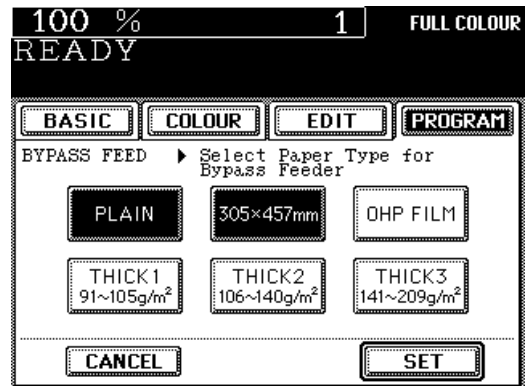 100 % 1 FULL COLOUR
READY
BASIC COLOUR EDIT PROGRAM
BYPASS FEED ▶ Select Paper Type for
Bypass Feeder
PLAIN 305×457mm OHP FILM
THICK1 THICK2 THICK3
91~105g/m² 106~140g/m² 141~209g/m²
CANCEL SET